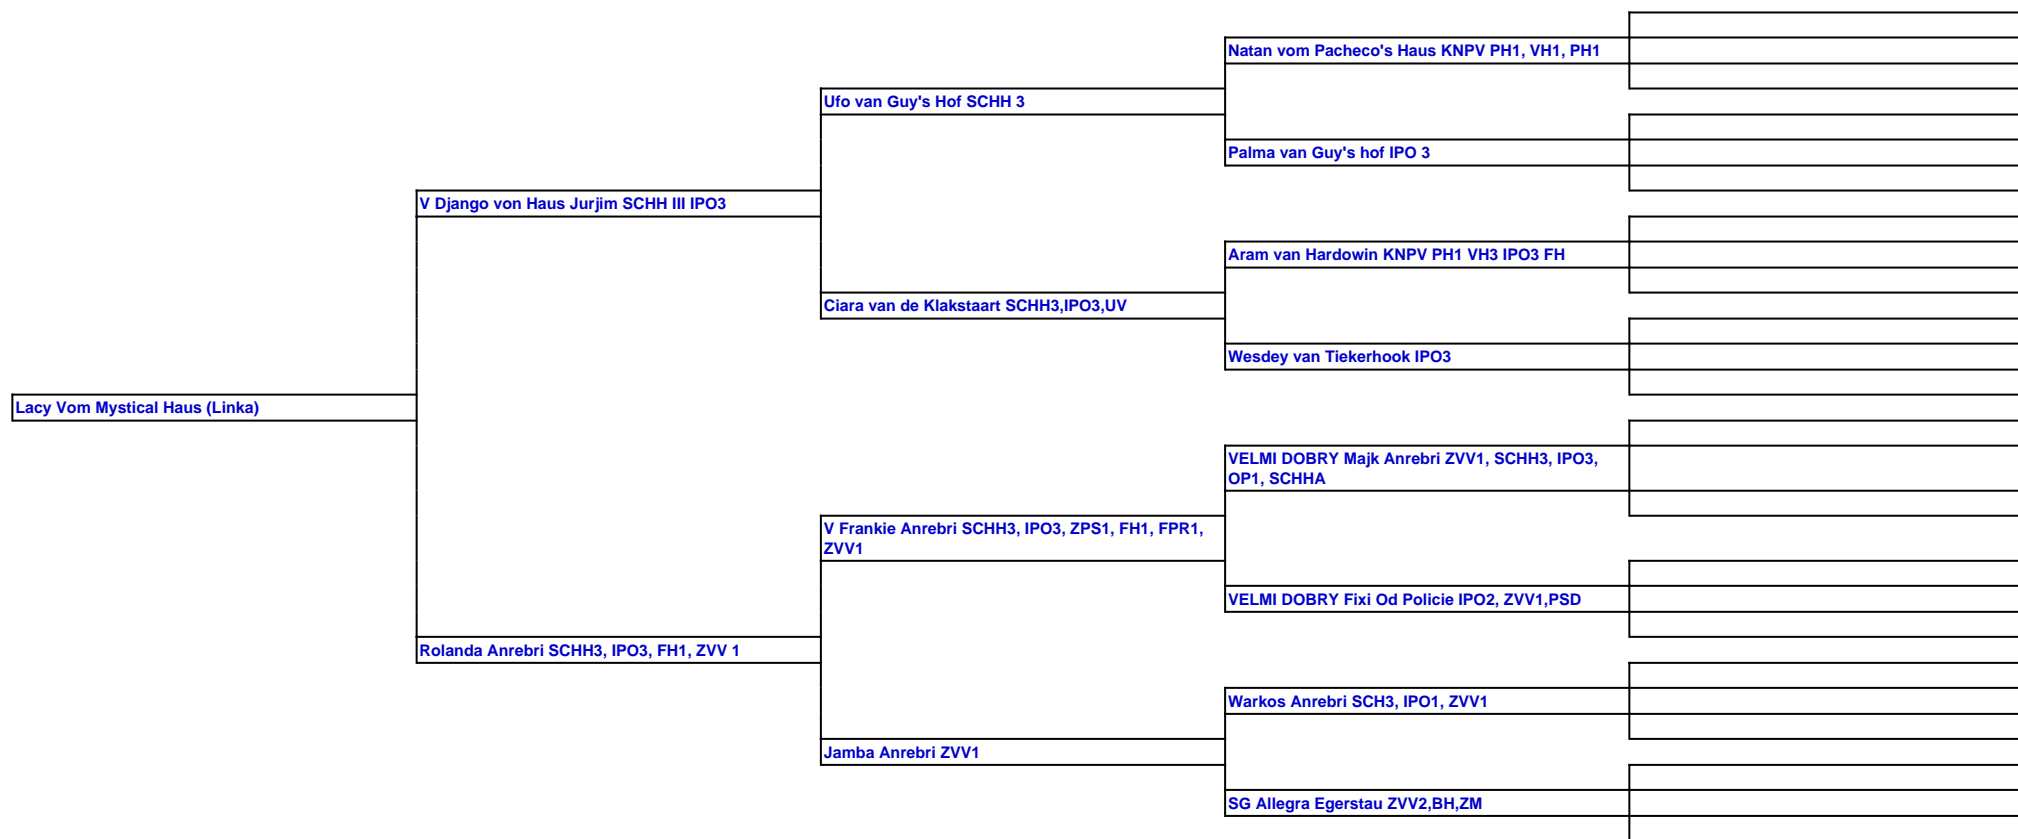 Natan vom Pacheco's Haus KNPV PH1, VH1, PH1
Ufo van Guy's Hof SCHH 3
Palma van Guy's hof IPO 3
V Django von Haus Jurjim SCHH III IPO3
Aram van Hardowin KNPV PH1 VH3 IPO3 FH
Ciara van de Klakstaart SCHH3,IPO3,UV
Wesdey van Tiekerhook IPO3
Lacy Vom Mystical Haus (Linka)
VELMI DOBRY Majk Anrebri ZVV1, SCHH3, IPO3,
OP1, SCHHA
V Frankie Anrebri SCHH3, IPO3, ZPS1, FH1, FPR1,
ZVV1
VELMI DOBRY Fixi Od Policie IPO2, ZVV1,PSD
Rolanda Anrebri SCHH3, IPO3, FH1, ZVV 1
Warkos Anrebri SCH3, IPO1, ZVV1
Jamba Anrebri ZVV1
SG Allegra Egerstau ZVV2,BH,ZM